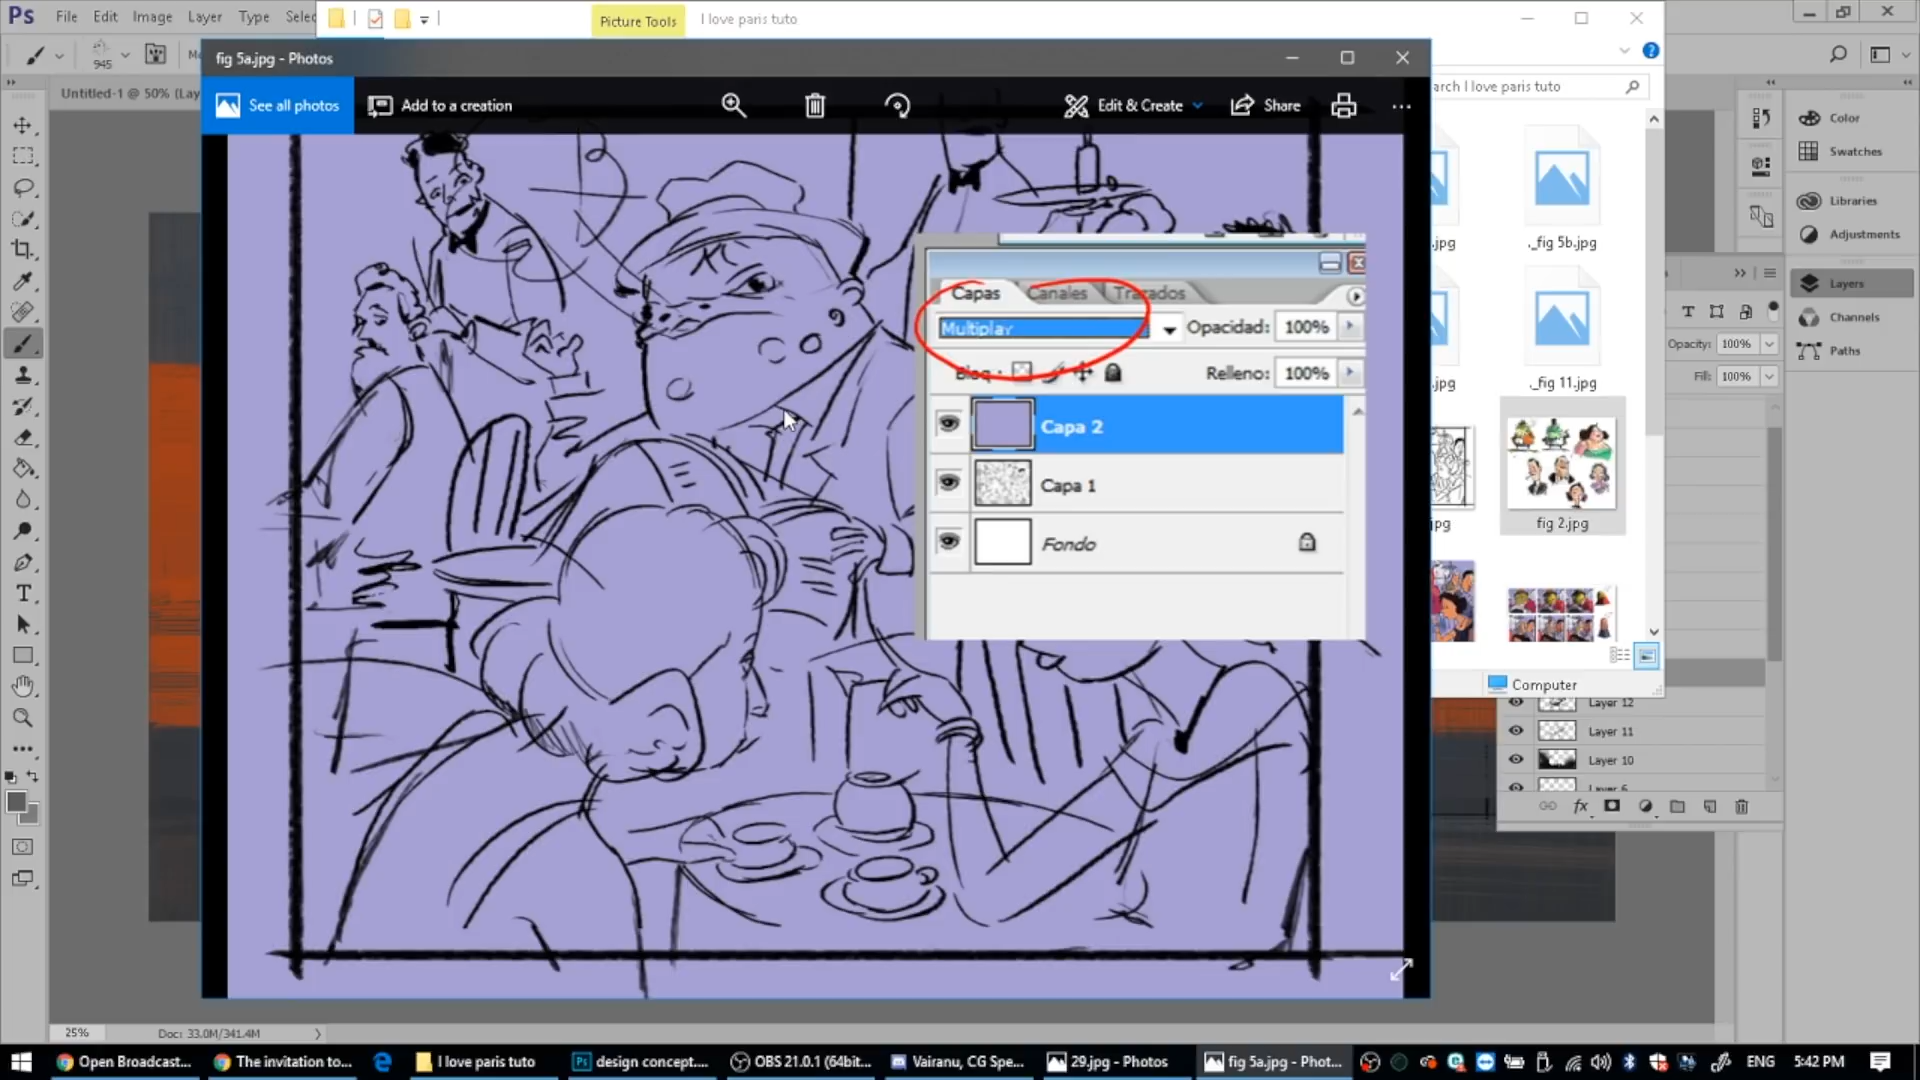 Ps File Edit Image Layer Type
Picture Tools I love paris tuto
945
fig 5a.jpg - Photos
Untitled-1 @ 50% (Lay
See all photos Add to a creation Edit & Create Share
arch I love paris tuto
Color
Swatches
Libraries
Adjustments
Layers
Channels
Paths
.jpg ._fig 5b.jpg
.jpg ._fig 11.jpg
jpg fig 2.jpg
Computer
Opacity: 100%
Fill: 100%
Capas Canales Trazados
Multiplay Opacidad: 100%
Bloq.: Relleno: 100%
Capa 2
Capa 1
Fondo
Layer 12
Layer 11
Layer 10
fx
25% Doc: 33.0M/341.4M
Open Broadcast... The invitation to... I love paris tuto design concept.... OBS 21.0.1 (64bit... Vairanu, CG Spe... 29.jpg - Photos fig 5a.jpg - Phot... ENG 5:42 PM